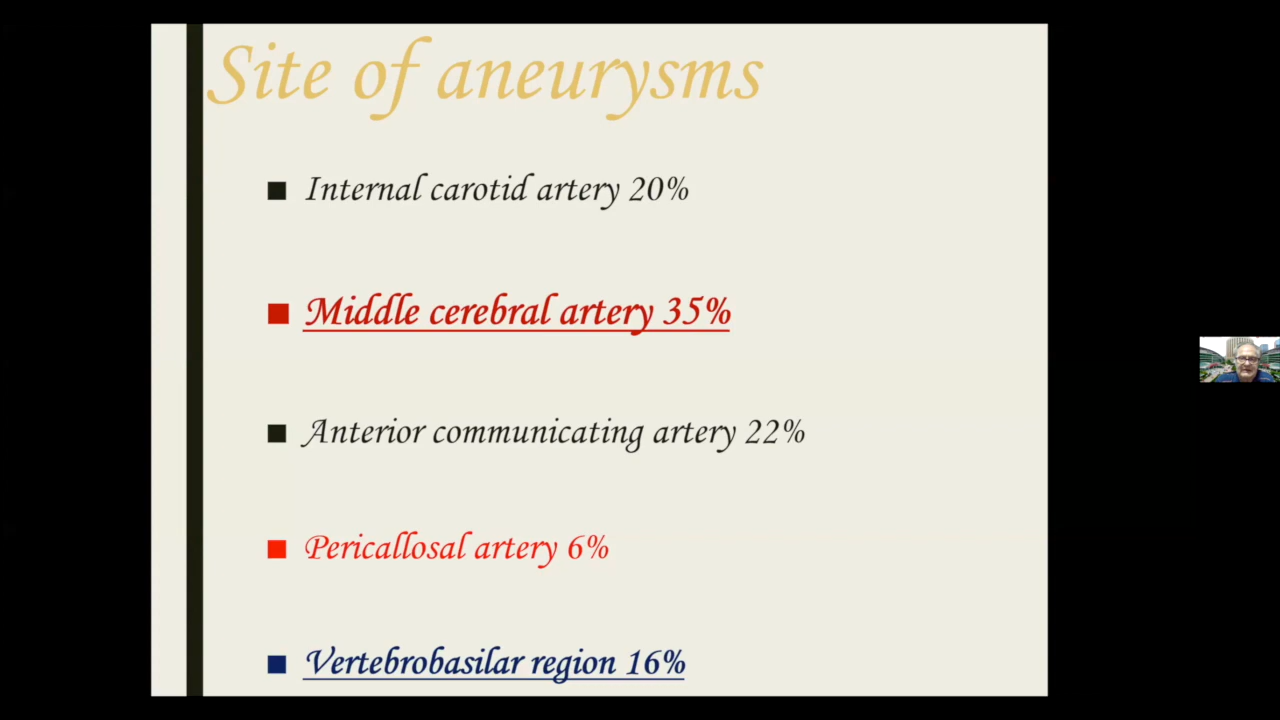 Site of aneurysms
Internal carotid artery 20%
Middle cerebral artery 35%
Anterior communicating artery 22%
Pericallosal artery 6%
Vertebrobasilar region 16%